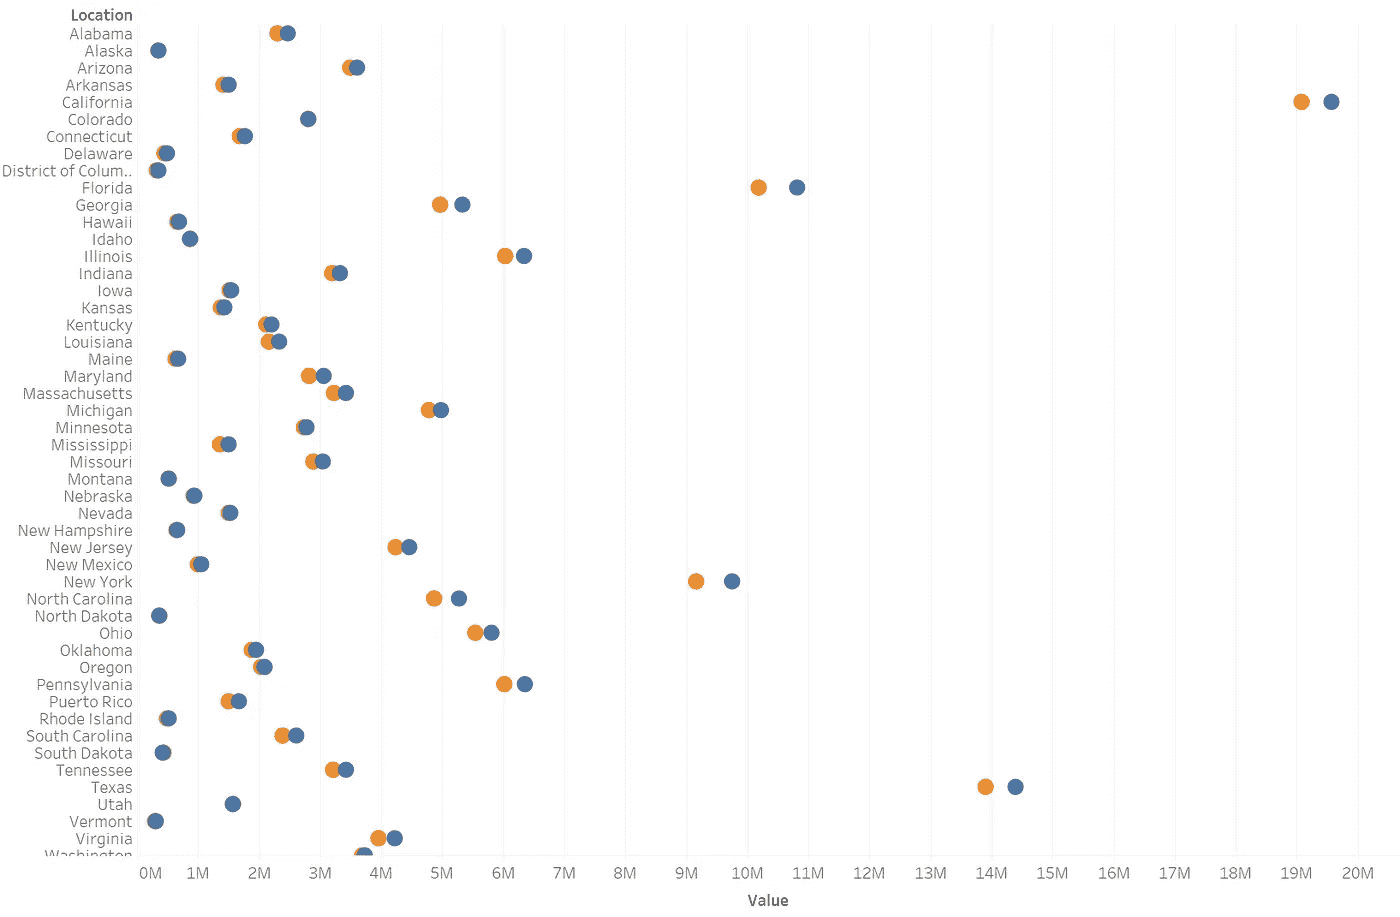 Location
Alabama
Alaska
Arizona
Arkansas
California
Colorado
Connecticut
Delaware
District of Colum..
Florida
Georgia
Hawaii
Idaho
Illinois
Indiana
Iowa
Kansas
Kentucky
Louisiana
Maine
Maryland
Massachusetts
Michigan
Minnesota
Mississippi
Missouri
Montana
Nebraska
Nevada
New Hampshire
New Jersey
New Mexico
New York
North Carolina
North Dakota
Ohio
Oklahoma
Oregon
Pennsylvania
Puerto Rico
Rhode Island
South Carolina
South Dakota
Tennessee
Texas
Utah
Vermont
Virginia
Washington
0M 1M 2M 3M 4M 5M 6M 7M 8M 9M 10M 11M 12M 13M 14M 15M 16M 17M 18M 19M 20M
Value